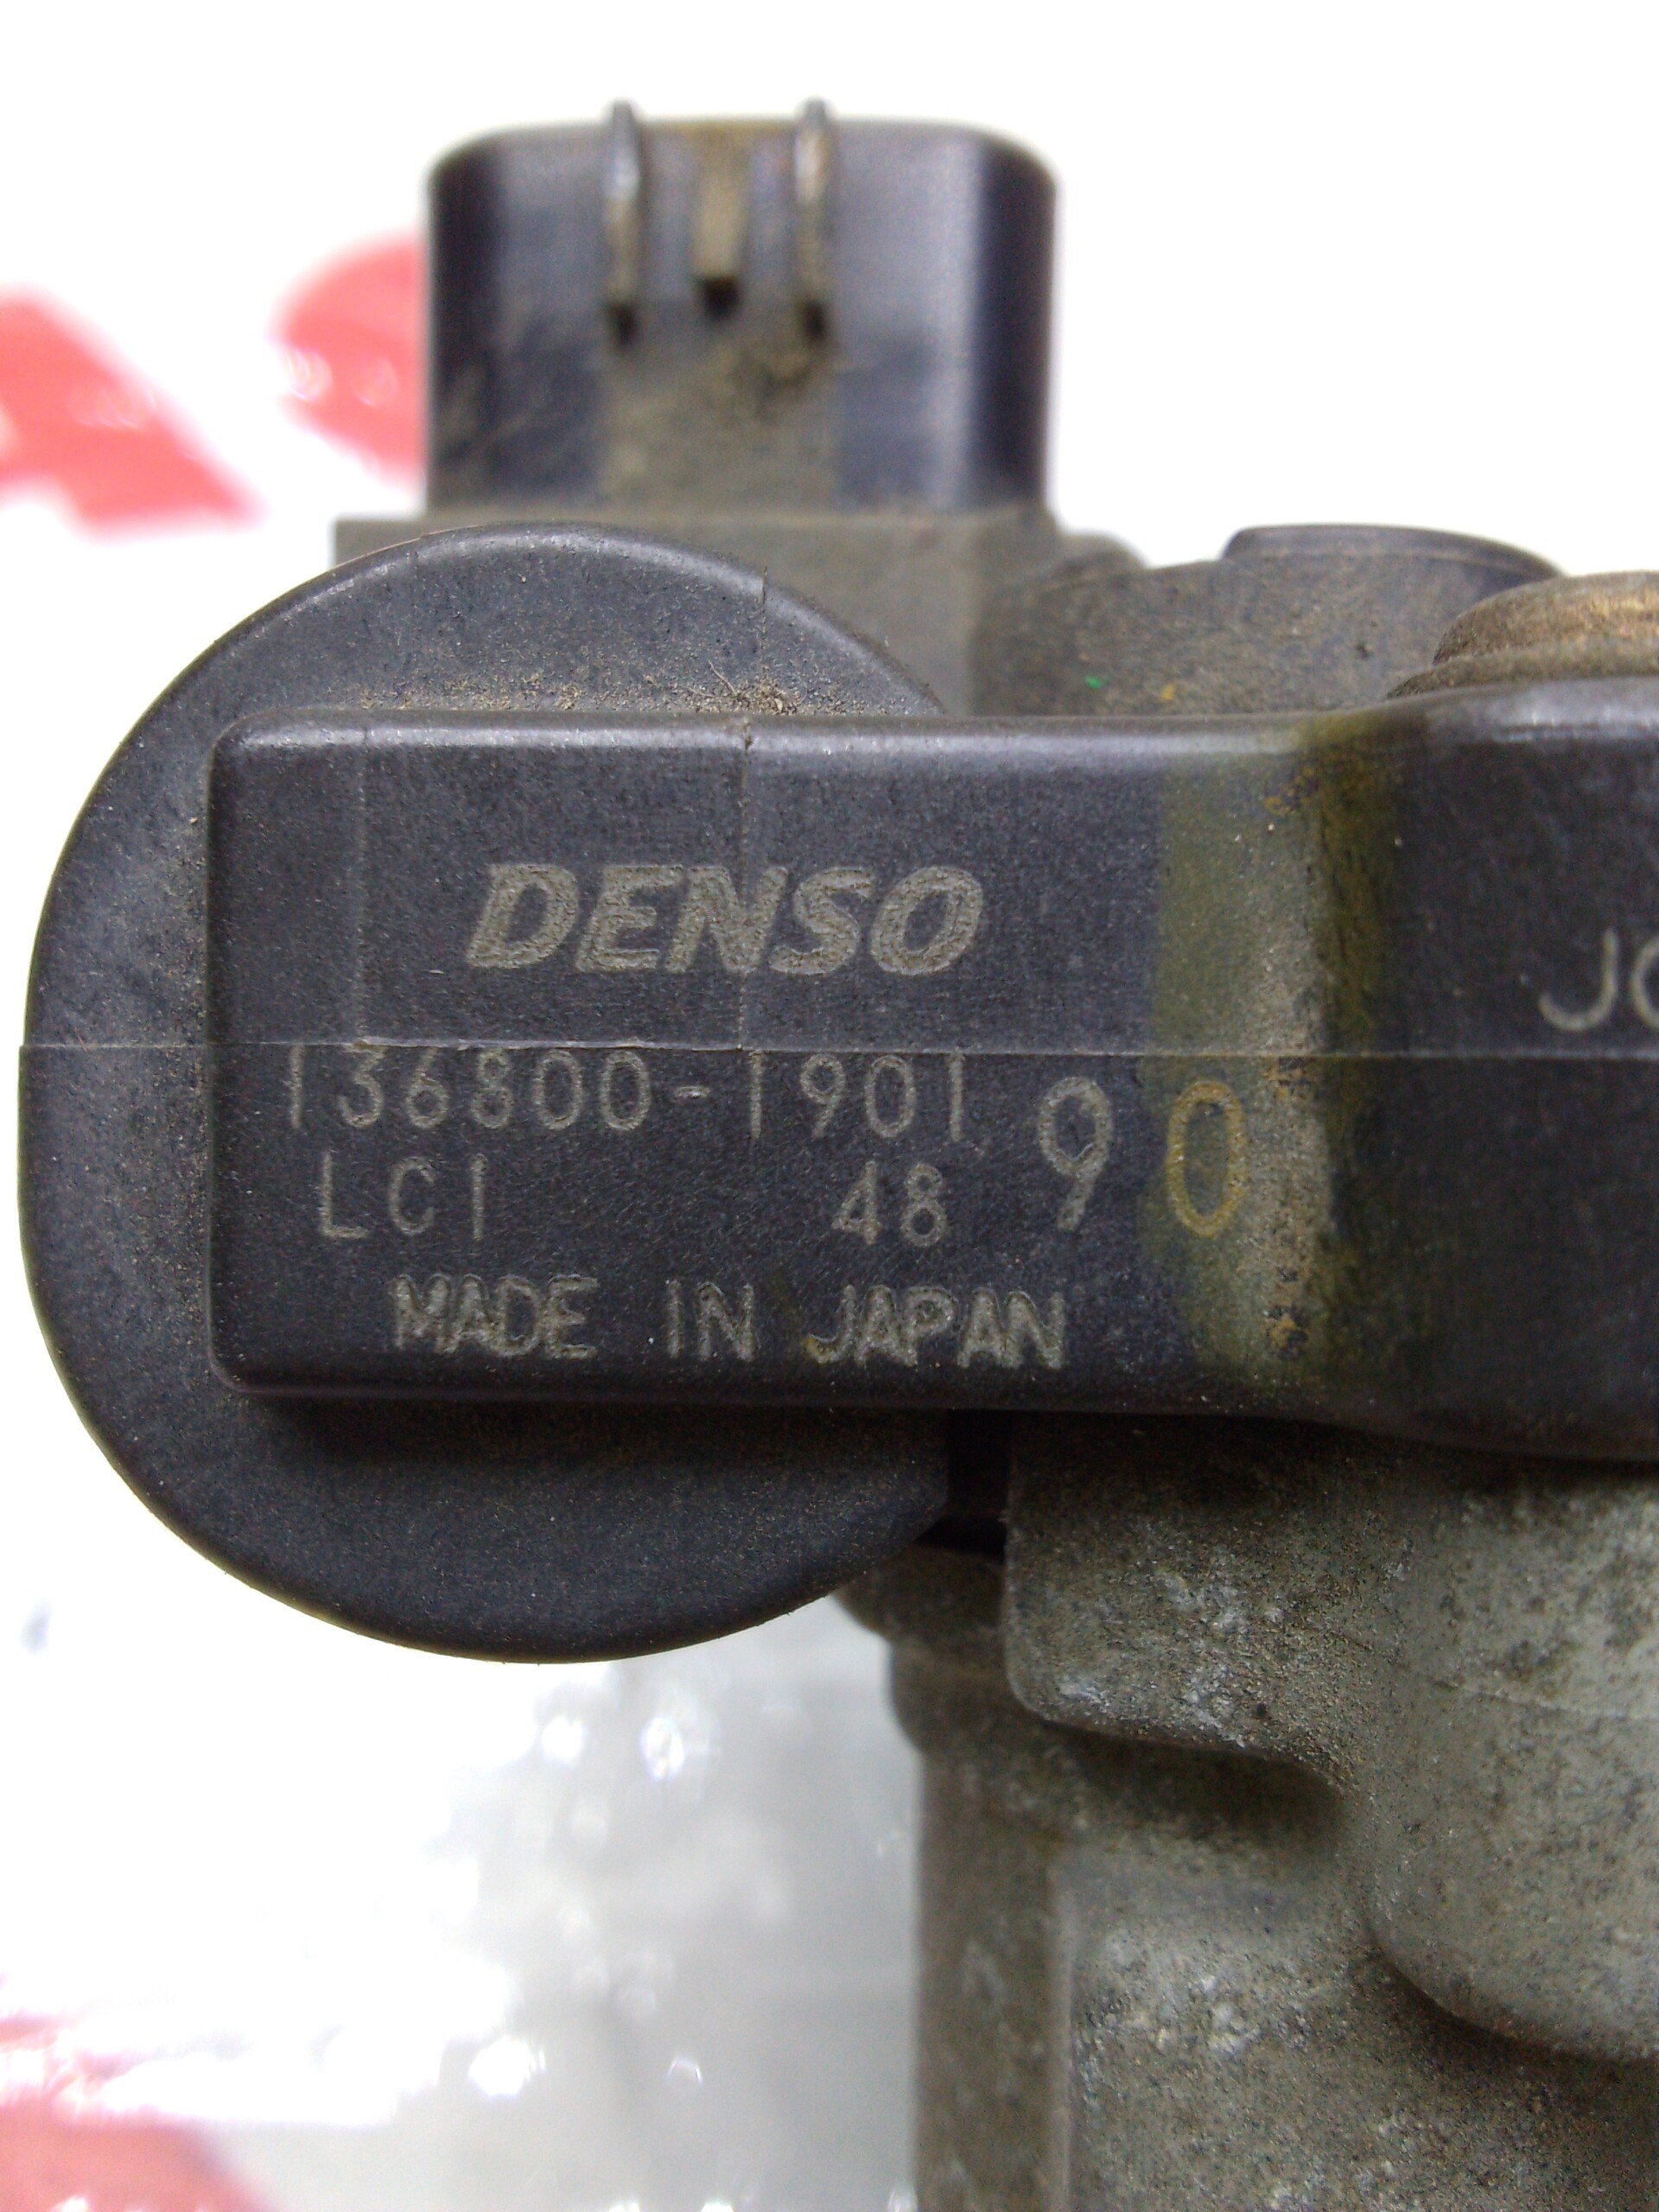 DENSO
136800-1901 90
LC1 48
MADE IN JAPAN